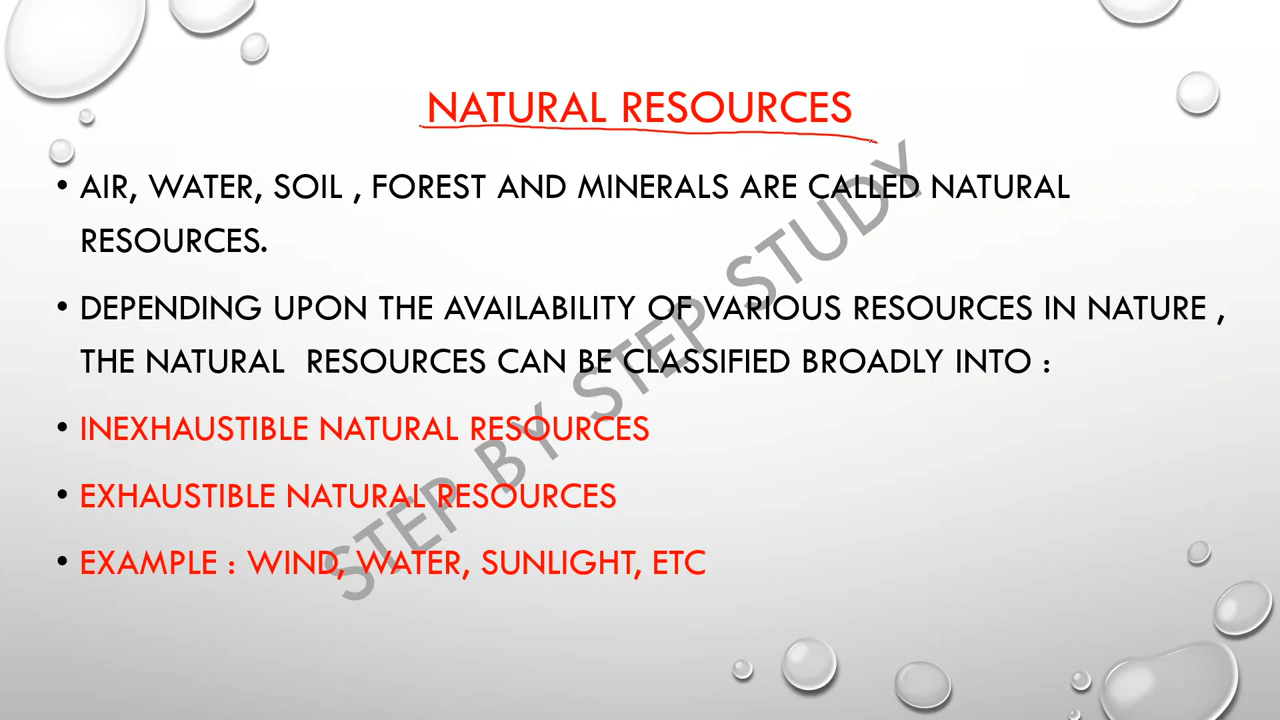 NATURAL RESOURCES
• AIR, WATER, SOIL , FOREST AND MINERALS ARE CALLED NATURAL
RESOURCES.
• DEPENDING UPON THE AVAILABILITY OF VARIOUS RESOURCES IN NATURE ,
THE NATURAL  RESOURCES CAN BE CLASSIFIED BROADLY INTO :
• INEXHAUSTIBLE NATURAL RESOURCES
• EXHAUSTIBLE NATURAL RESOURCES
• EXAMPLE : WIND, WATER, SUNLIGHT, ETC
STEP BY STEP STUDY